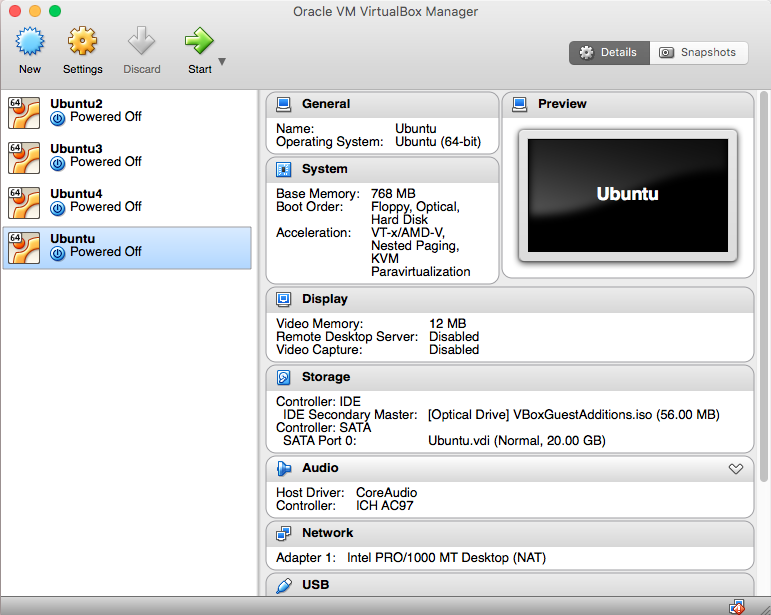 Oracle VM VirtualBox Manager
New
Settings
Discard
Start
Details
Snapshots
64
Ubuntu2
Powered Off
64
Ubuntu3
Powered Off
64
Ubuntu4
Powered Off
64
Ubuntu
Powered Off
General
Name: Ubuntu
Operating System: Ubuntu (64-bit)
Preview
Ubuntu
System
Base Memory: 768 MB
Boot Order: Floppy, Optical,
Hard Disk
Acceleration: VT-x/AMD-V,
Nested Paging,
KVM
Paravirtualization
Display
Video Memory: 12 MB
Remote Desktop Server: Disabled
Video Capture: Disabled
Storage
Controller: IDE
IDE Secondary Master: [Optical Drive] VBoxGuestAdditions.iso (56.00 MB)
Controller: SATA
SATA Port 0: Ubuntu.vdi (Normal, 20.00 GB)
Audio
Host Driver: CoreAudio
Controller: ICH AC97
Network
Adapter 1: Intel PRO/1000 MT Desktop (NAT)
USB